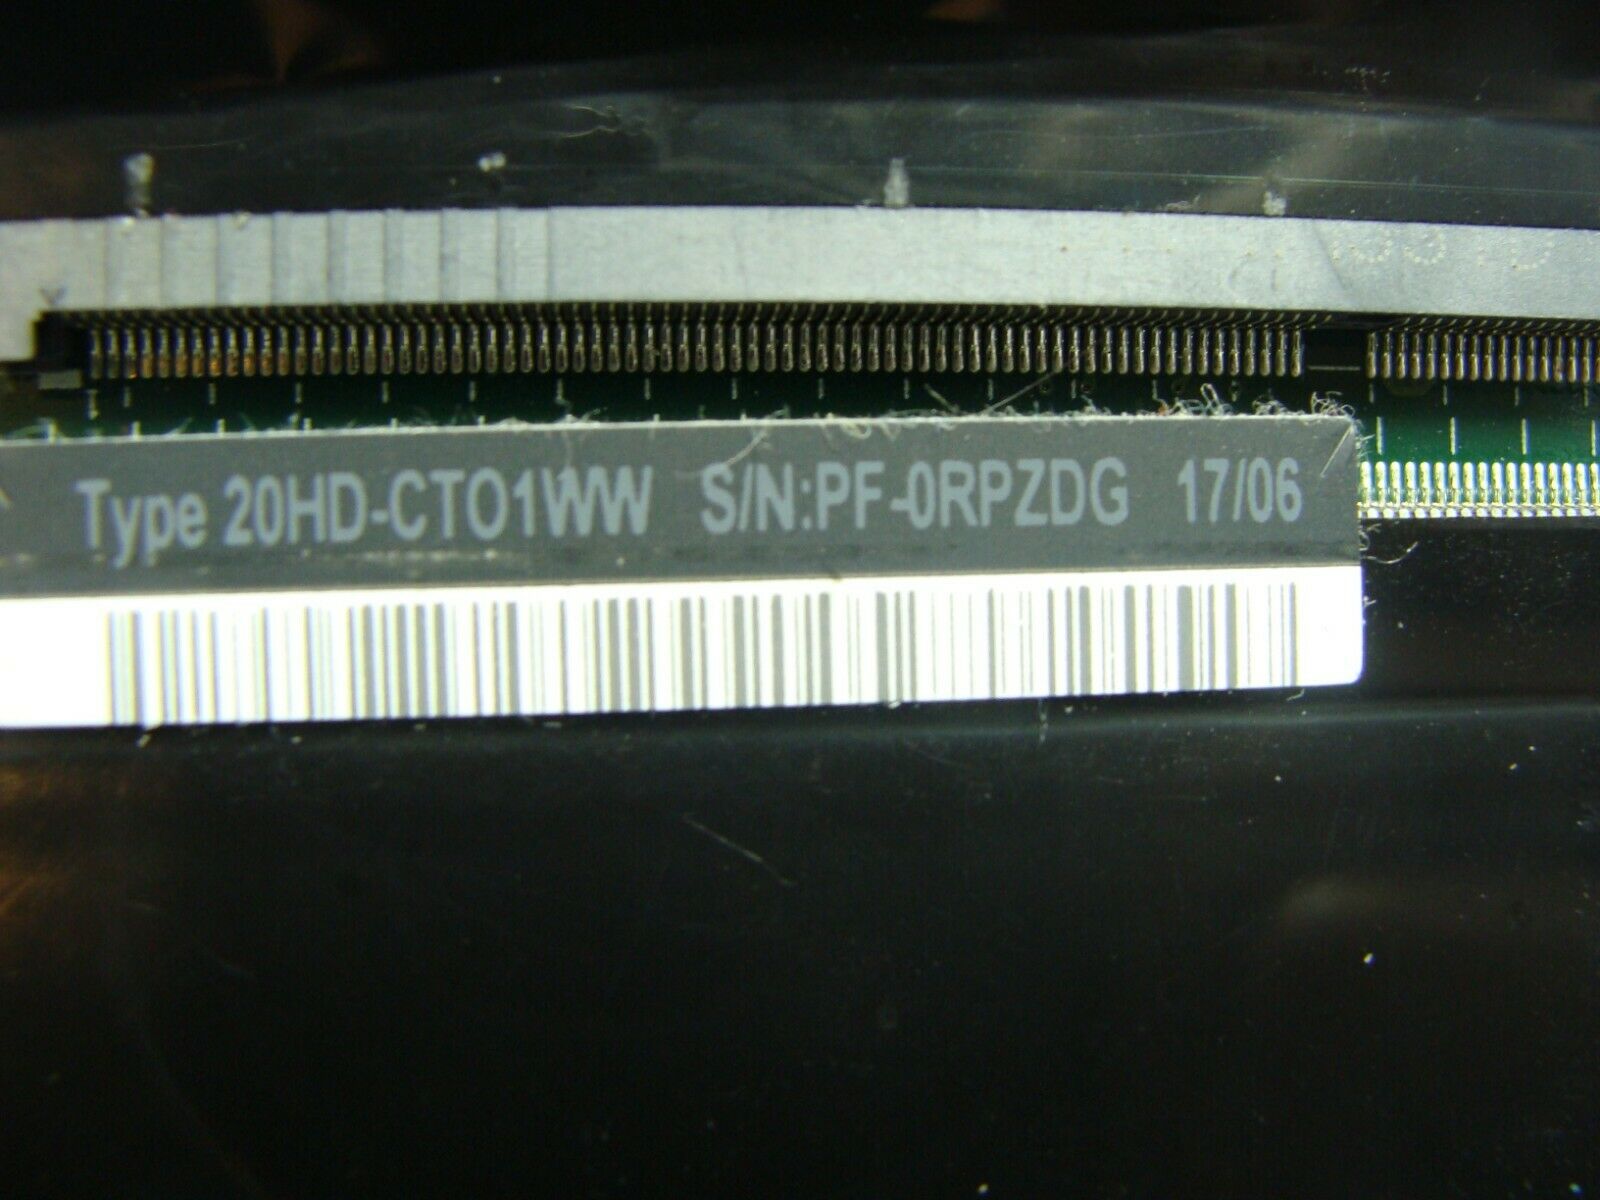 Type 20HD-CTO1WW S/N:PF-0RPZDG 17/06